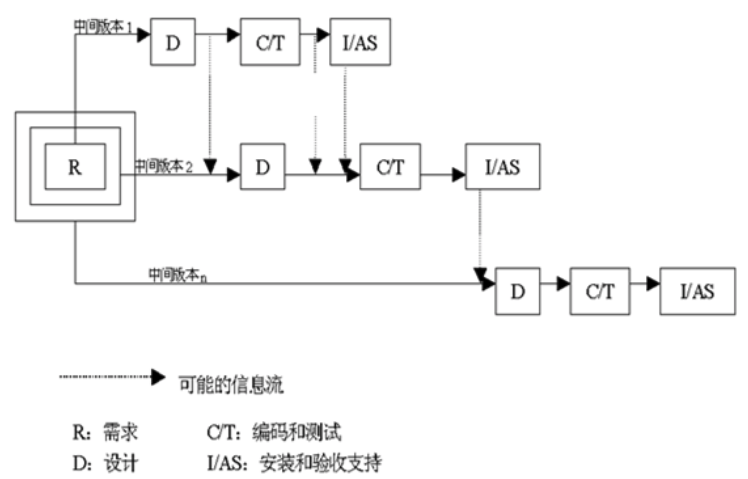 中间版本1
D
C/T
I/AS
R
中间版本2
D
C/T
I/AS
中间版本n
D
C/T
I/AS
可能的信息流
R：需求 C/T：编码和测试
D：设计 I/AS：安装和验收支持